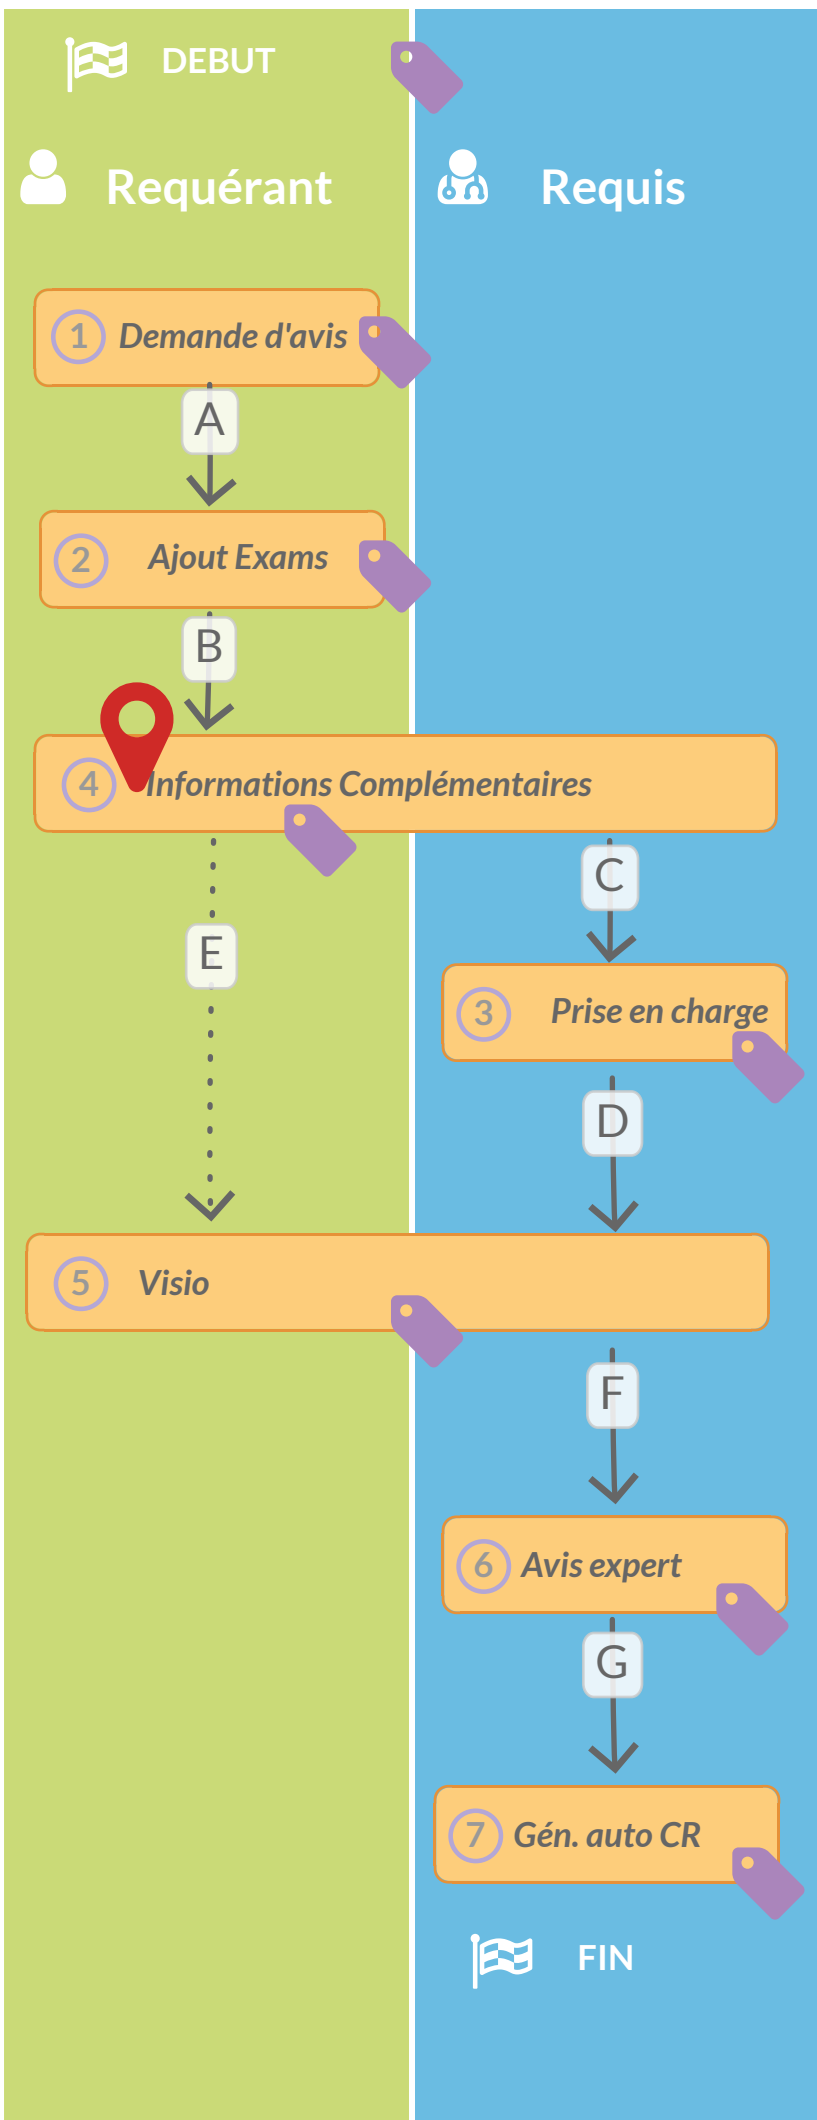 DEBUT
Requérant
Requis
1 Demande d'avis
A
2 Ajout Exams
B
4 Informations Complémentaires
C
E
3 Prise en charge
D
5 Visio
F
6 Avis expert
G
7 Gén. auto CR
FIN